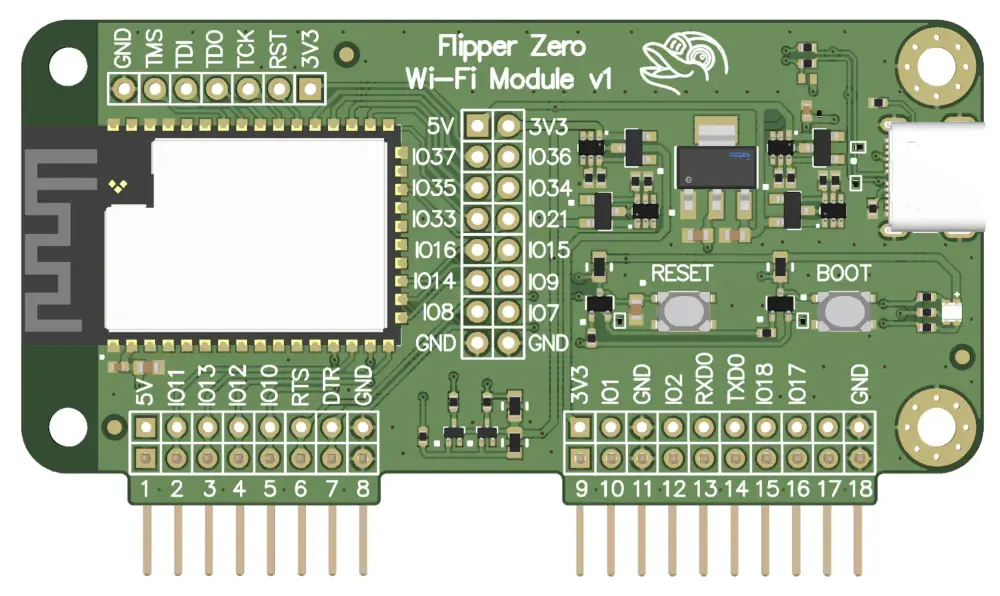 GND TMS TDI TDO TCK RST 3V3
Flipper Zero
Wi-Fi Module v1
5V 3V3
IO37 IO36
IO35 IO34
IO33 IO21
IO16 IO15
IO14 IO9
IO8 IO7
GND GND
RESET BOOT
5V IO11 IO13 IO12 IO10 RTS DTR GND
3V3 IO1 GND IO2 RXD0 TXD0 IO18 IO17 GND
1 2 3 4 5 6 7 8
9 10 11 12 13 14 15 16 17 18